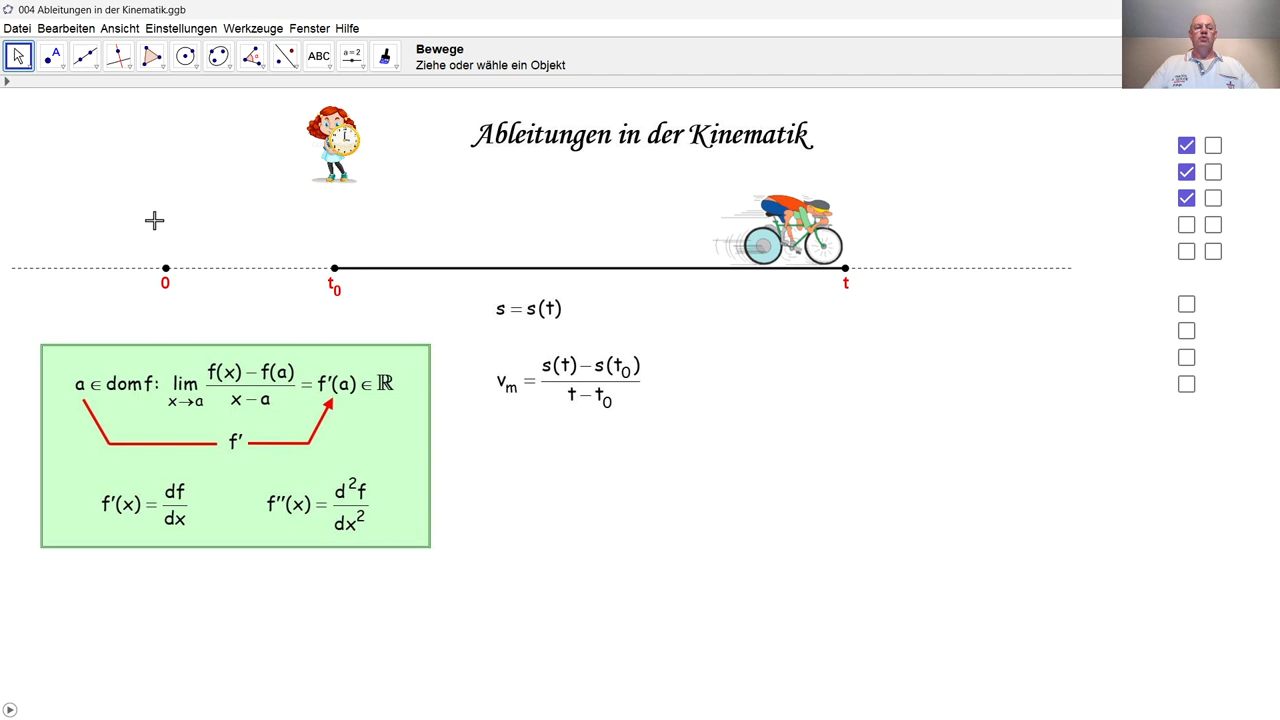 004 Ableitungen in der Kinematik.ggb
Datei Bearbeiten Ansicht Einstellungen Werkzeuge Fenster Hilfe
A
ABC
a=2
Bewege
Ziehe oder wähle ein Objekt
Ableitungen in der Kinematik
0
t₀
t
s = s(t)
a ∈ dom f: lim x→a (f(x) − f(a))/(x − a) = f′(a) ∈ ℝ
vₘ = (s(t) − s(t₀))/(t − t₀)
f′
f′(x) = df/dx f″(x) = d²f/dx²